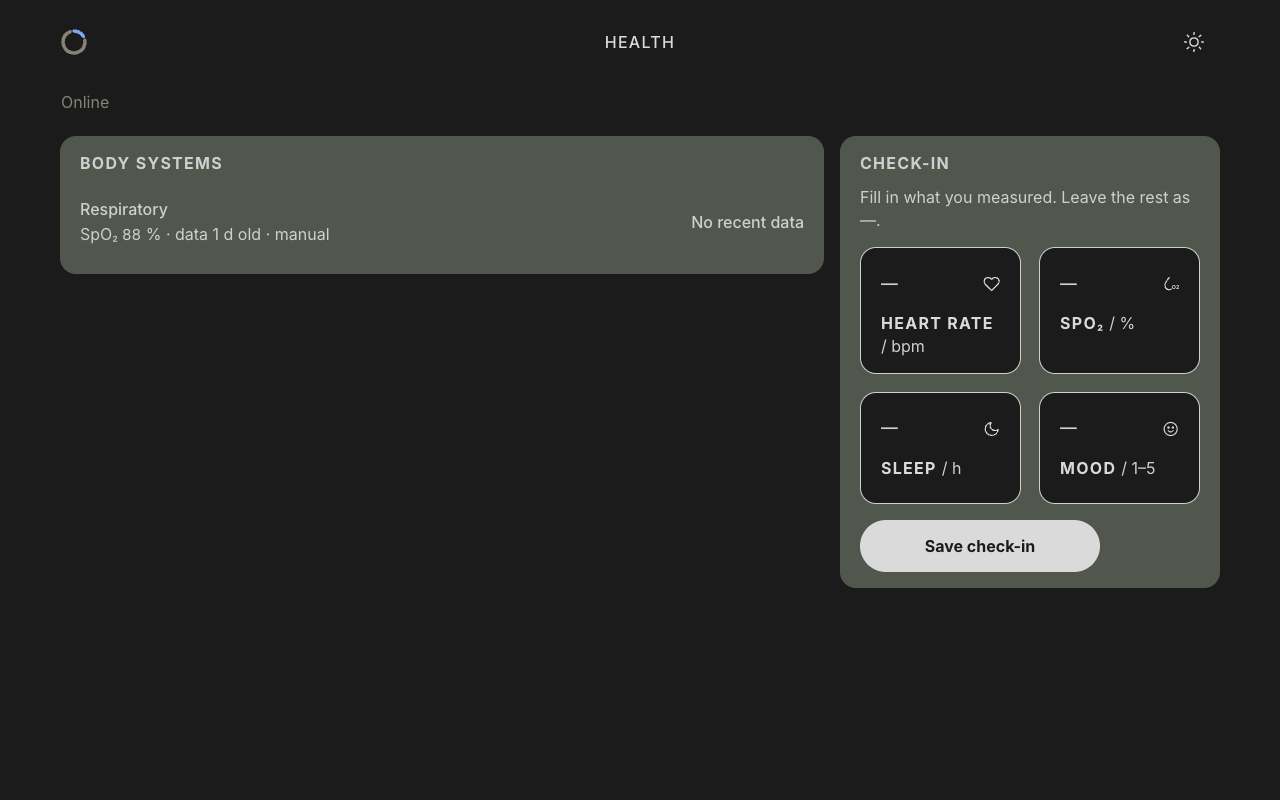 HEALTH
Online
BODY SYSTEMS
Respiratory
SpO₂ 88 % · data 1 d old · manual
No recent data
CHECK-IN
Fill in what you measured. Leave the rest as
—.
—
HEART RATE
/ bpm
—
O2
SPO₂ / %
—
SLEEP / h
—
MOOD / 1–5
Save check-in